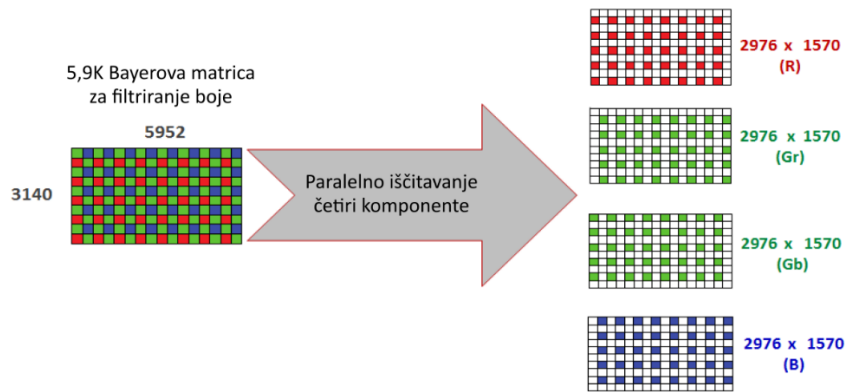 5,9K Bayerova matrica
za filtriranje boje
5952
3140
Paralelno iščitavanje
četiri komponente
2976 x 1570
(R)
2976 x 1570
(Gr)
2976 x 1570
(Gb)
2976 x 1570
(B)